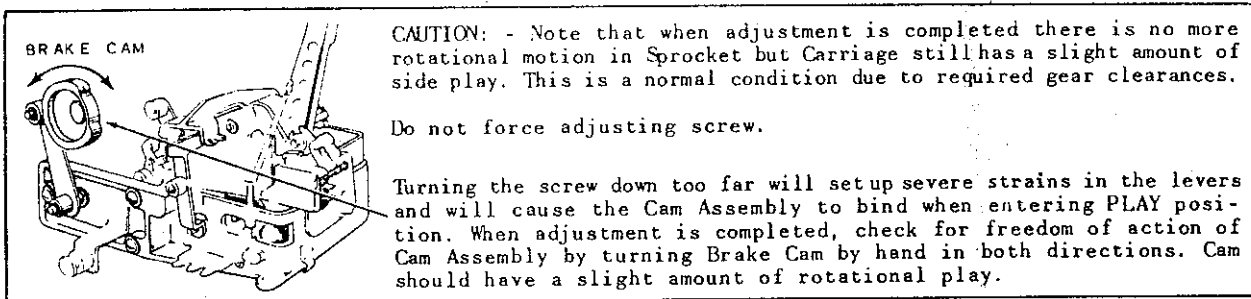 BRAKE CAM
CAUTION: - Note that when adjustment is completed there is no more
rotational motion in Sprocket but Carriage still has a slight amount of
side play. This is a normal condition due to required gear clearances.
Do not force adjusting screw.
Turning the screw down too far will set up severe strains in the levers
and will cause the Cam Assembly to bind when entering PLAY posi-
tion. When adjustment is completed, check for freedom of action of
Cam Assembly by turning Brake Cam by hand in both directions. Cam
should have a slight amount of rotational play.